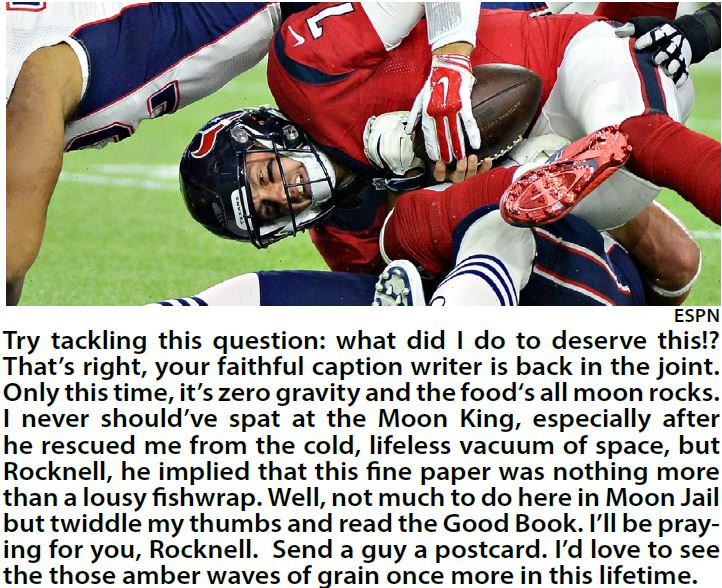 7
TEXANS
ESPN
Try tackling this question: what did I do to deserve this!?
That’s right, your faithful caption writer is back in the joint.
Only this time, it’s zero gravity and the food‘s all moon rocks.
I never should’ve spat at the Moon King, especially after
he rescued me from the cold, lifeless vacuum of space, but
Rocknell, he implied that this fine paper was nothing more
than a lousy fishwrap. Well, not much to do here in Moon Jail
but twiddle my thumbs and read the Good Book. I’ll be pray-
ing for you, Rocknell.  Send a guy a postcard. I’d love to see
the those amber waves of grain once more in this lifetime.